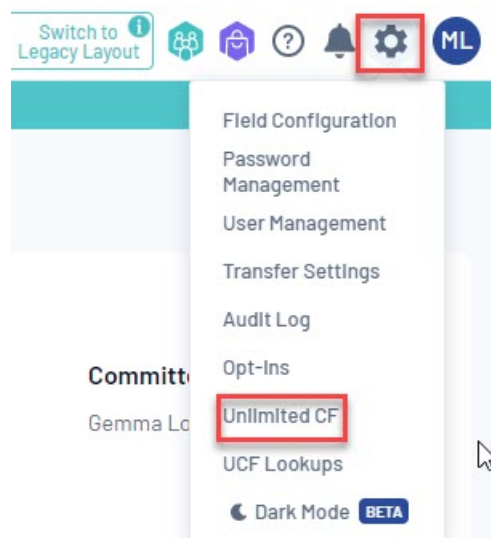 Switch to
Legacy Layout
i
?
ML
Field Configuration
Password
Management
User Management
Transfer Settings
Audit Log
Opt-Ins
Committ
Gemma Lo
Unlimited CF
UCF Lookups
Dark Mode BETA